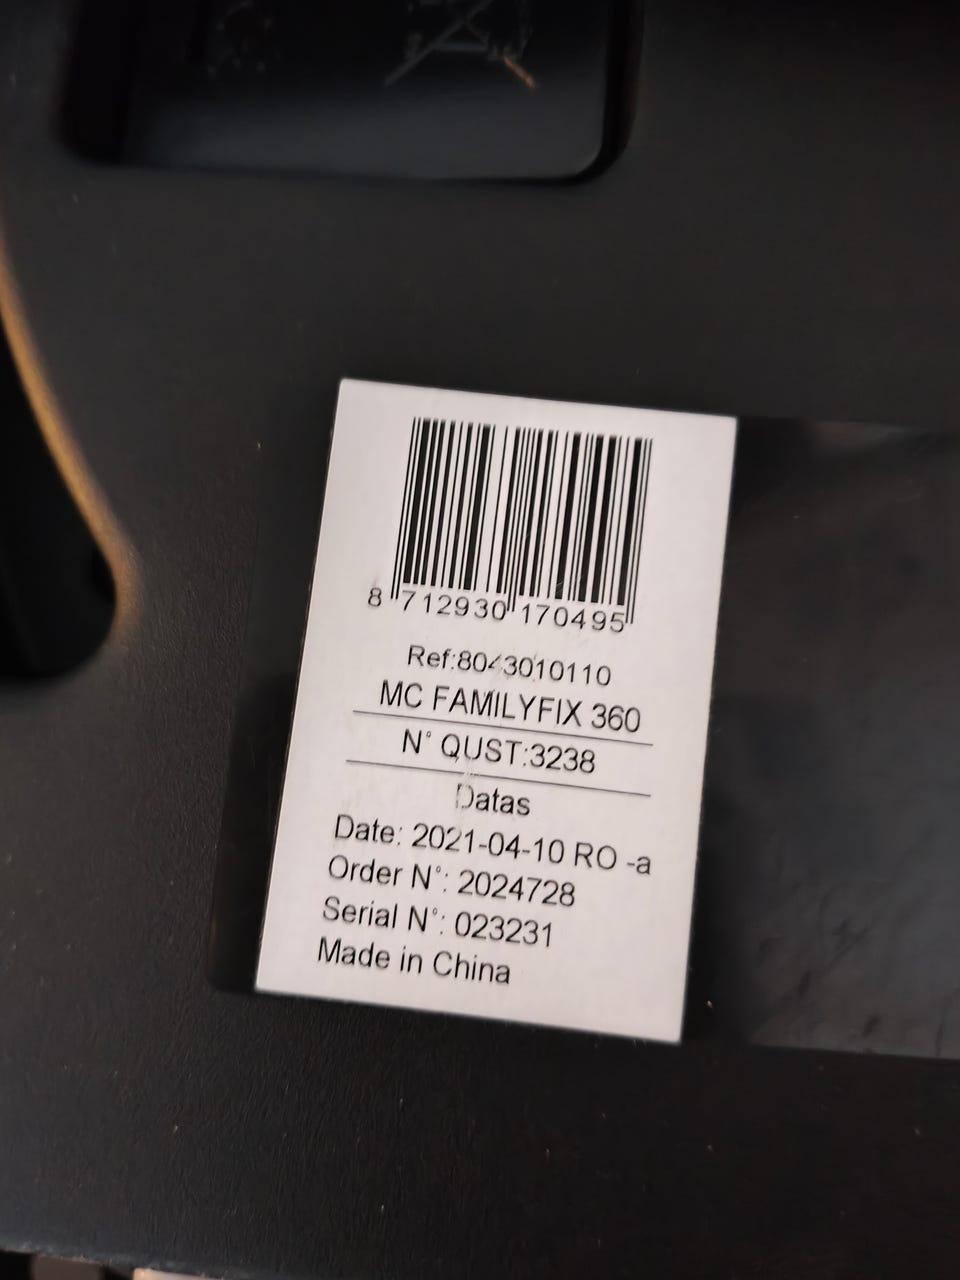 8 712930 170495
Ref:8043010110
MC FAMILYFIX 360
N° QUST:3238
Datas
Date: 2021-04-10 RO -a
Order N°: 2024728
Serial N°: 023231
Made in China